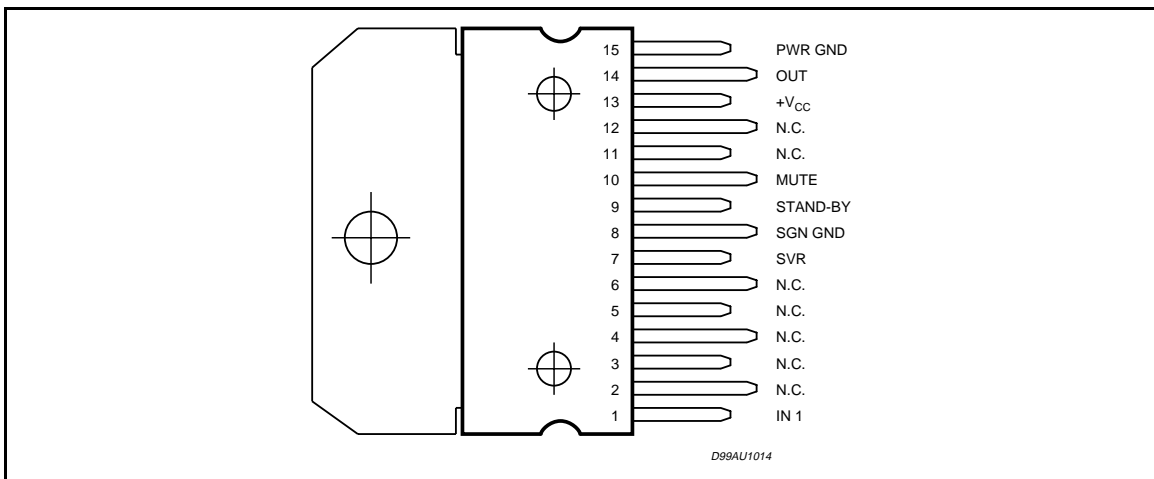 15 PWR GND
14 OUT
13 +VCC
12 N.C.
11 N.C.
10 MUTE
9 STAND-BY
8 SGN GND
7 SVR
6 N.C.
5 N.C.
4 N.C.
3 N.C.
2 N.C.
1 IN 1
D99AU1014